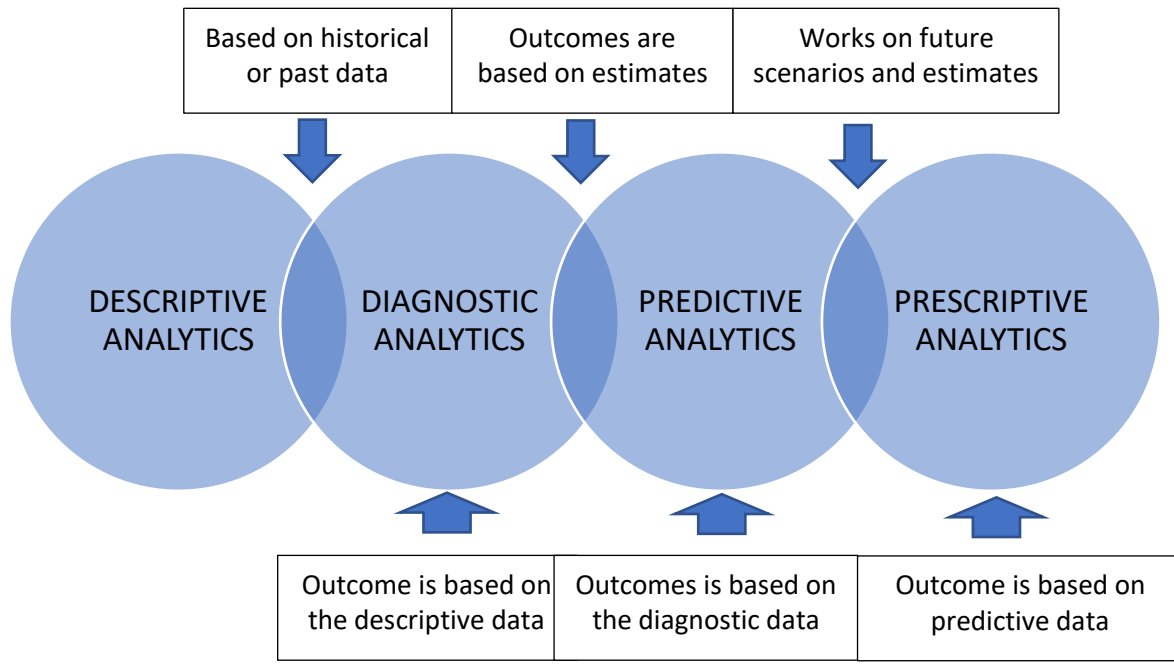 Based on historical
or past data
Outcomes are
based on estimates
Works on future
scenarios and estimates
DESCRIPTIVE
ANALYTICS
DIAGNOSTIC
ANALYTICS
PREDICTIVE
ANALYTICS
PRESCRIPTIVE
ANALYTICS
Outcome is based on
the descriptive data
Outcomes is based on
the diagnostic data
Outcome is based on
predictive data